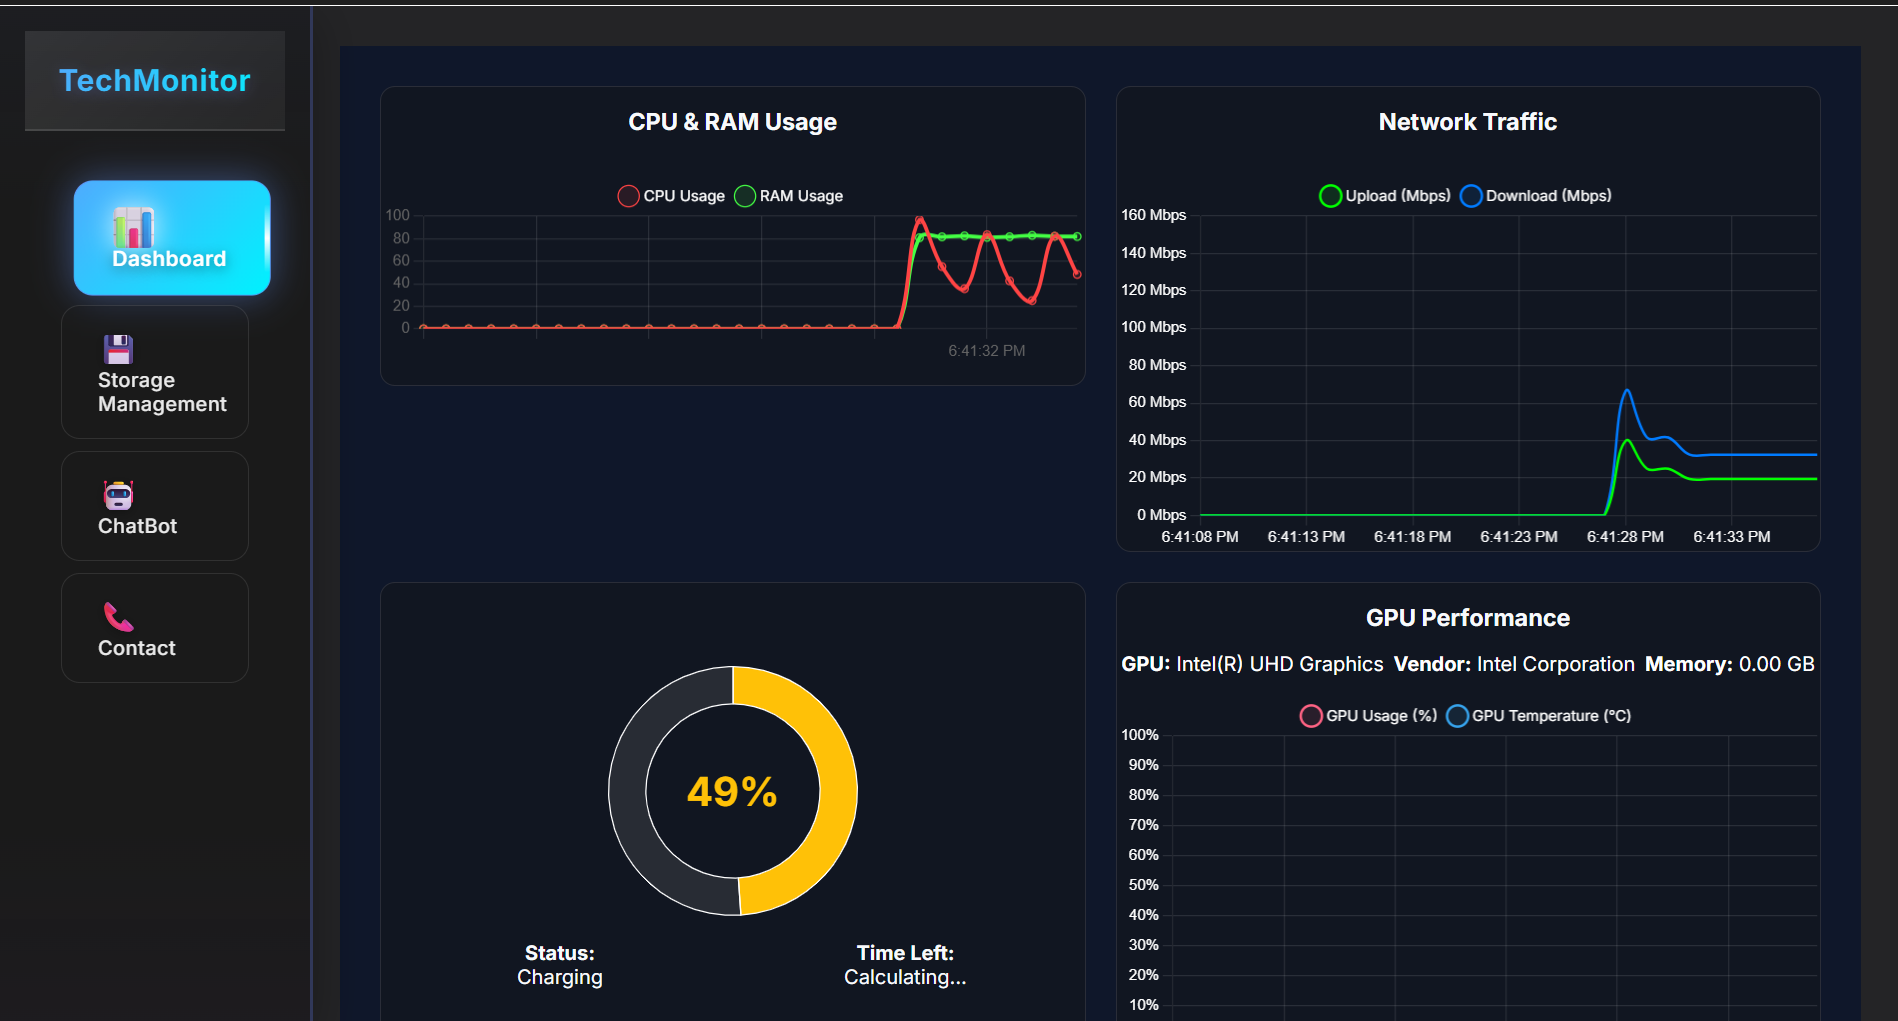 TechMonitor
Dashboard
Storage
Management
ChatBot
Contact
CPU & RAM Usage
CPU Usage RAM Usage
100
80
60
40
20
0
6:41:32 PM
Network Traffic
Upload (Mbps) Download (Mbps)
160 Mbps
140 Mbps
120 Mbps
100 Mbps
80 Mbps
60 Mbps
40 Mbps
20 Mbps
0 Mbps
6:41:08 PM 6:41:13 PM 6:41:18 PM 6:41:23 PM 6:41:28 PM 6:41:33 PM
49%
Status:
Charging
Time Left:
Calculating...
GPU Performance
GPU: Intel(R) UHD Graphics Vendor: Intel Corporation Memory: 0.00 GB
GPU Usage (%) GPU Temperature (°C)
100%
90%
80%
70%
60%
50%
40%
30%
20%
10%